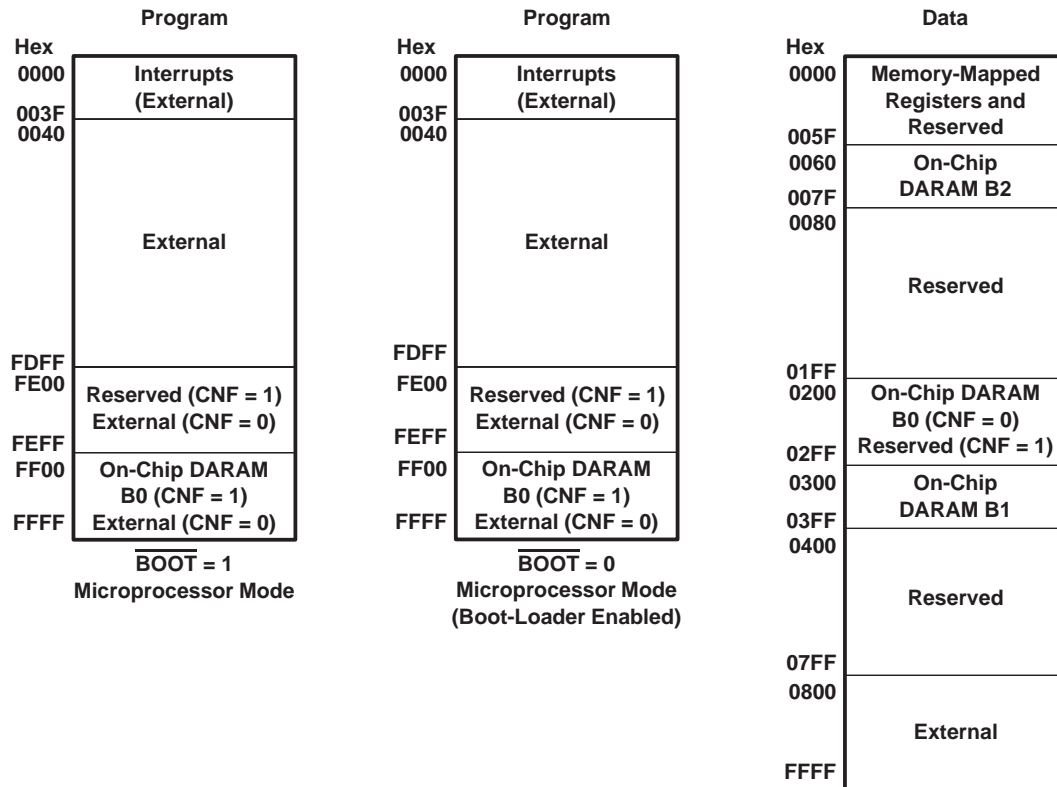 Program
Hex
0000
Interrupts
(External)
003F
0040
External
FDFF
FE00
Reserved (CNF = 1)
External (CNF = 0)
FEFF
FF00
On-Chip DARAM
B0 (CNF = 1)
External (CNF = 0)
FFFF
BOOT = 1
Microprocessor Mode
Program
Hex
0000
Interrupts
(External)
003F
0040
External
FDFF
FE00
Reserved (CNF = 1)
External (CNF = 0)
FEFF
FF00
On-Chip DARAM
B0 (CNF = 1)
External (CNF = 0)
FFFF
BOOT = 0
Microprocessor Mode
(Boot-Loader Enabled)
Data
Hex
0000
Memory-Mapped
Registers and
Reserved
005F
0060
On-Chip
DARAM B2
007F
0080
Reserved
01FF
0200
On-Chip DARAM
B0 (CNF = 0)
Reserved (CNF = 1)
02FF
0300
On-Chip
DARAM B1
03FF
0400
Reserved
07FF
0800
External
FFFF